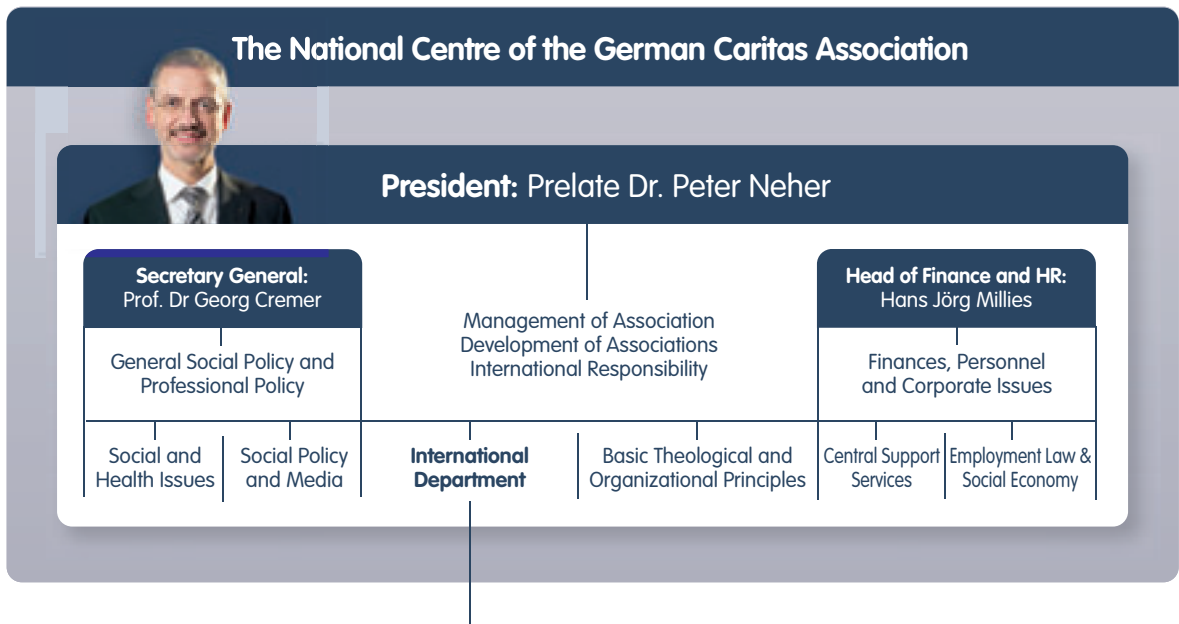 The National Centre of the German Caritas Association
President: Prelate Dr. Peter Neher
Secretary General:
Prof. Dr Georg Cremer
General Social Policy and
Professional Policy
Management of Association
Development of Associations
International Responsibility
Head of Finance and HR:
Hans Jörg Millies
Finances, Personnel
and Corporate Issues
Social and
Health Issues
Social Policy
and Media
International
Department
Basic Theological and
Organizational Principles
Central Support
Services
Employment Law &
Social Economy